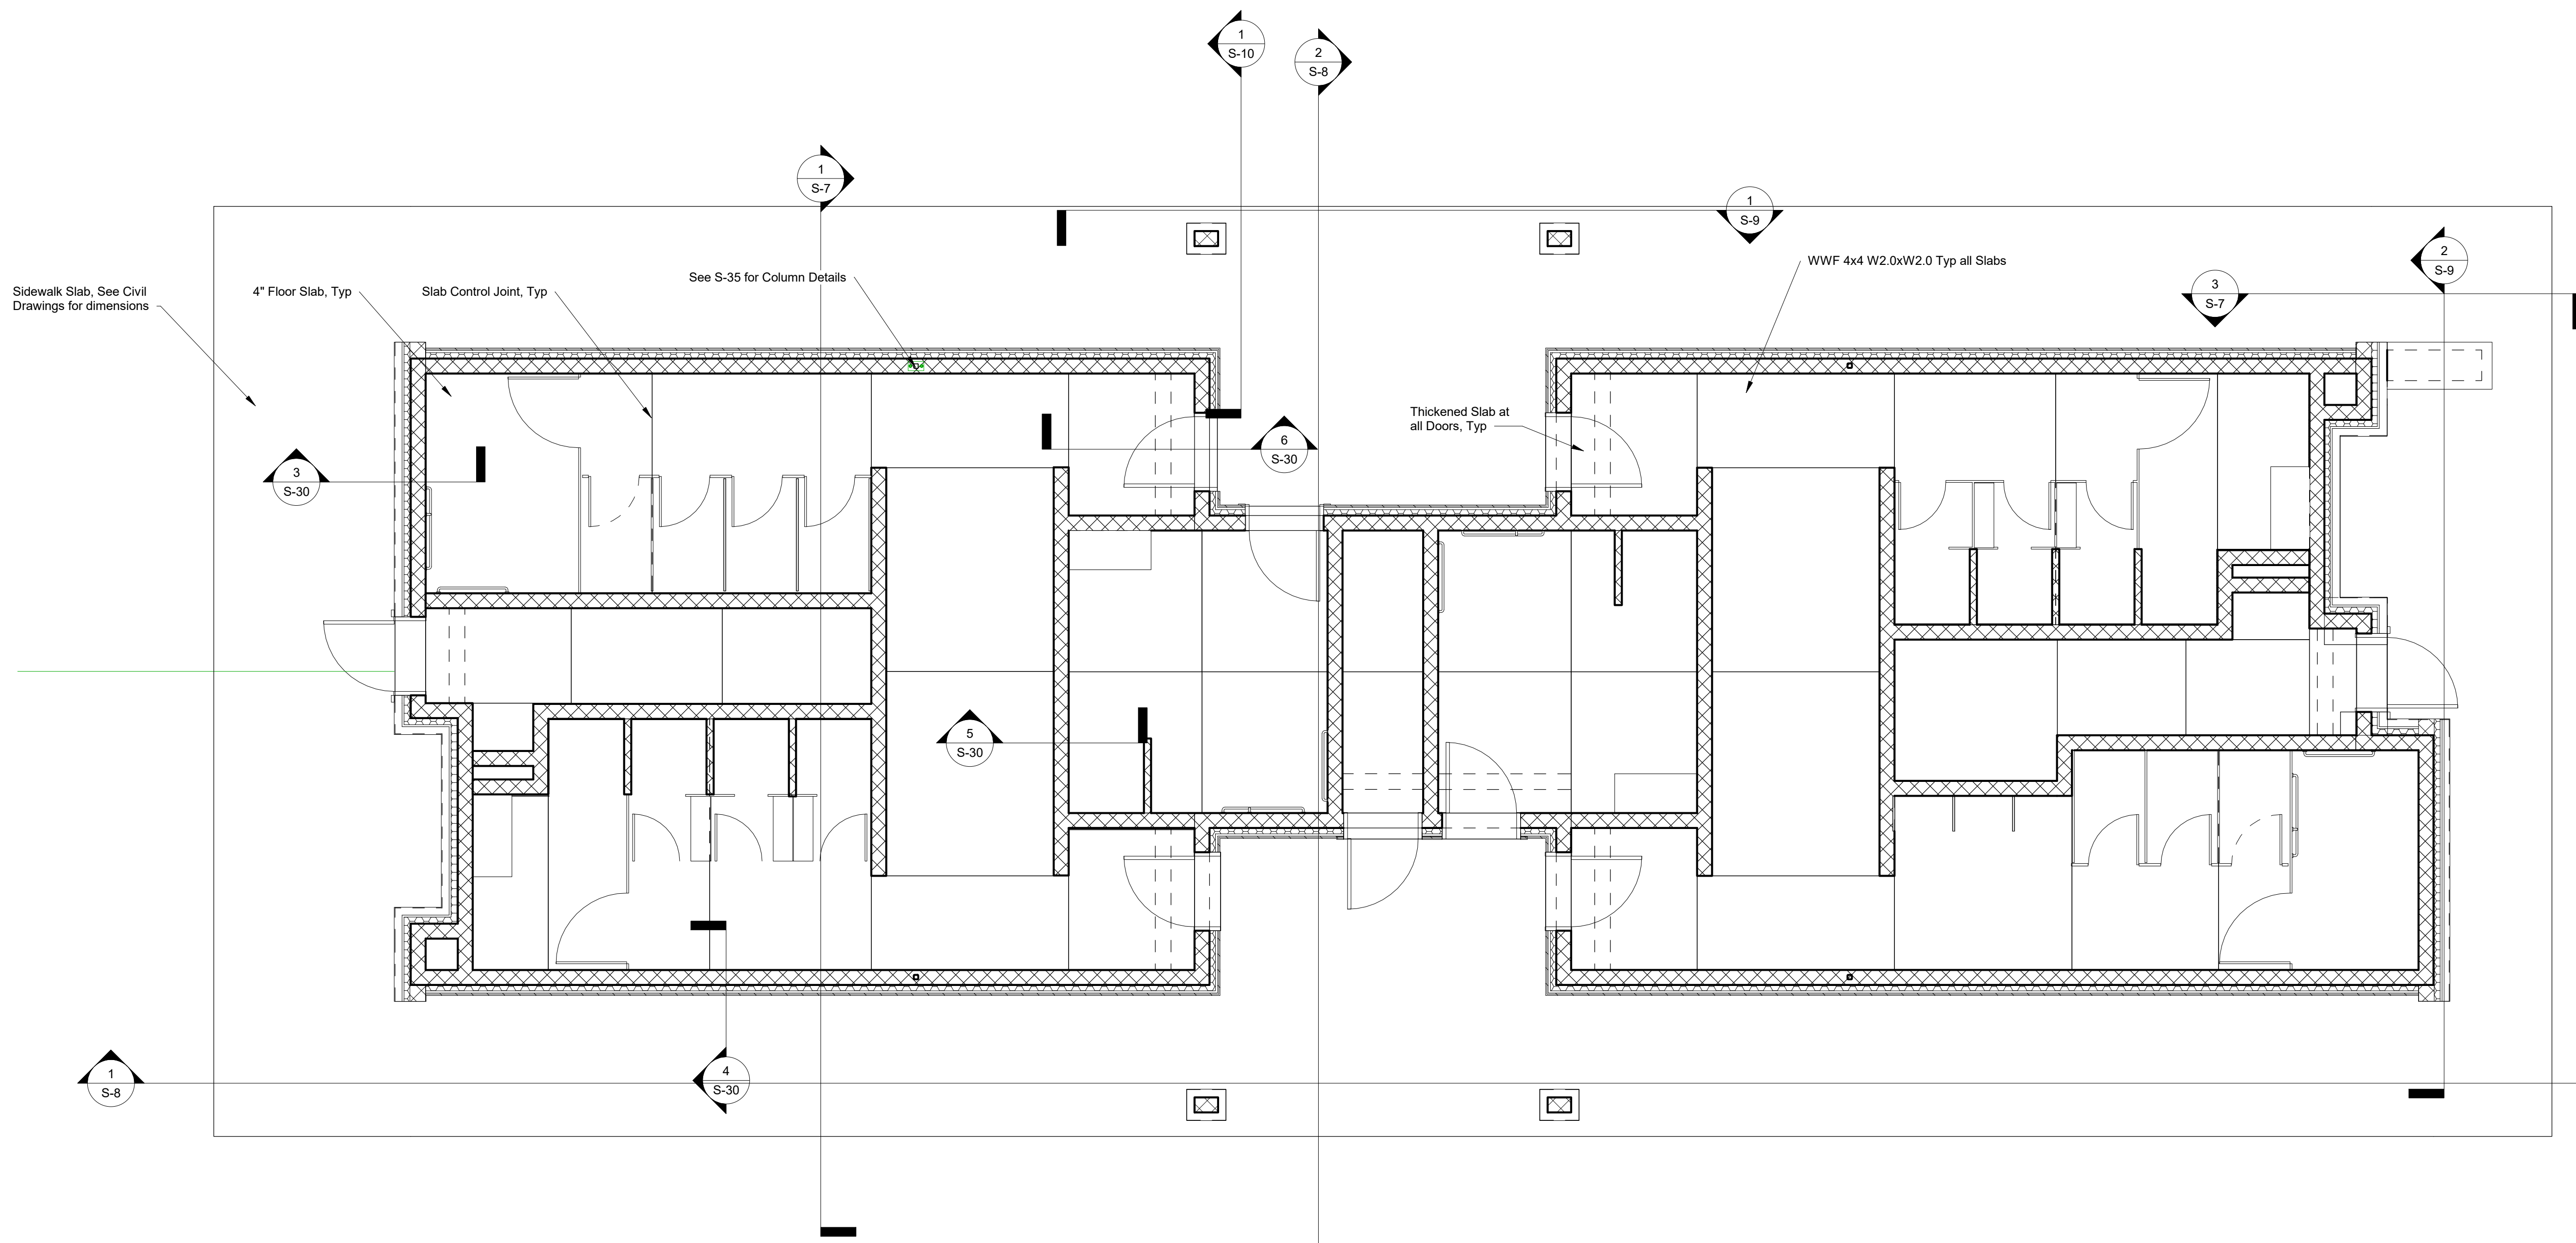 1
S-10
2
S-8
1
S-7
1
S-9
2
S-9
WWF 4x4 W2.0xW2.0 Typ all Slabs
See S-35 for Column Details
Sidewalk Slab, See Civil
Drawings for dimensions
4" Floor Slab, Typ
Slab Control Joint, Typ
3
S-7
Thickened Slab at
all Doors, Typ
6
S-30
3
S-30
5
S-30
1
S-8
4
S-30